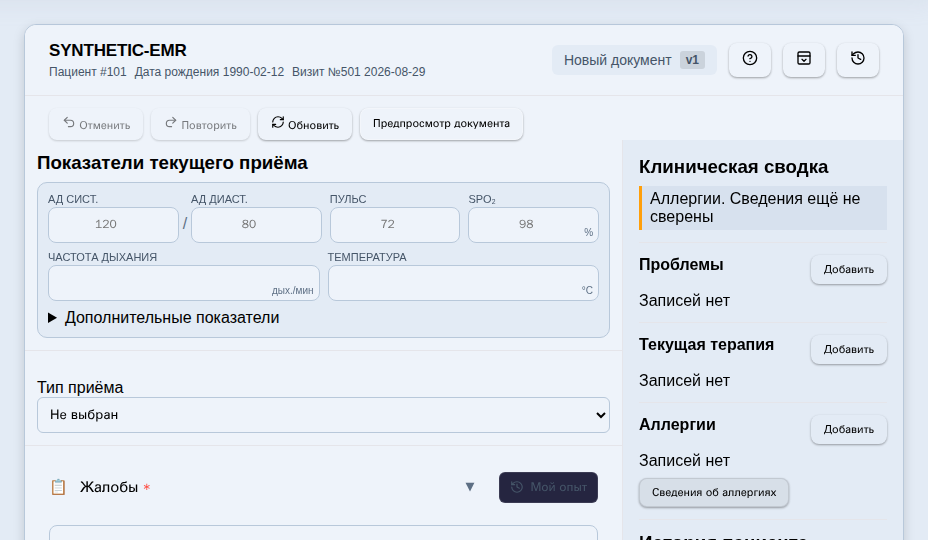 SYNTHETIC-EMR
Пациент #101 Дата рождения 1990-02-12 Визит №501 2026-08-29
Новый документ v1
Отменить
Повторить
Обновить
Предпросмотр документа
Показатели текущего приёма
АД СИСТ.
АД ДИАСТ.
ПУЛЬС
SPO₂
120
/
80
72
98
%
ЧАСТОТА ДЫХАНИЯ
ТЕМПЕРАТУРА
дых./мин
°C
Дополнительные показатели
Тип приёма
Не выбран
Жалобы *
Мой опыт
Клиническая сводка
Аллергии. Сведения ещё не
сверены
Проблемы
Добавить
Записей нет
Текущая терапия
Добавить
Записей нет
Аллергии
Добавить
Записей нет
Сведения об аллергиях